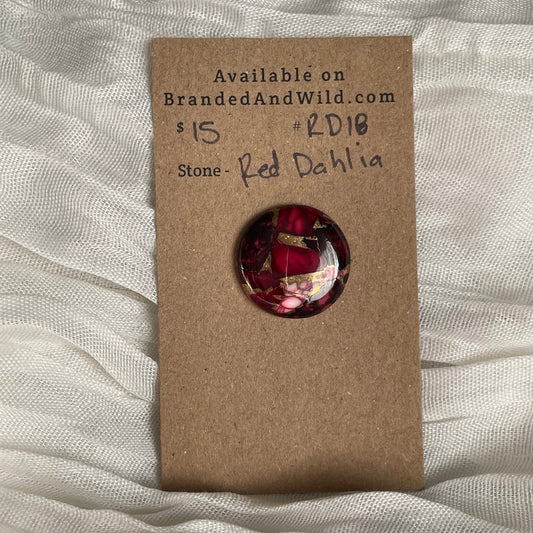 Available on
BrandedAndWild.com
$ 15 #RD18
Stone - Red Dahlia